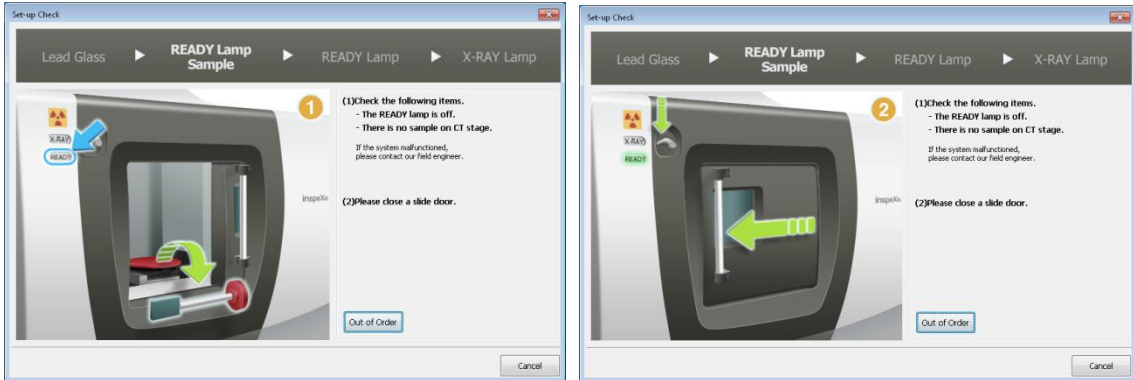 Set-up Check
Lead Glass
READY Lamp
Sample
READY Lamp
X-RAY Lamp
1
X-RAY
READY
inspeXio
(1)Check the following items.
- The READY lamp is off.
- There is no sample on CT stage.
If the system malfunctioned,
please contact our field engineer.
(2)Please close a slide door.
Out of Order
Cancel
Set-up Check
Lead Glass
READY Lamp
Sample
READY Lamp
X-RAY Lamp
2
X-RAY
READY
inspeXio
(1)Check the following items.
- The READY lamp is off.
- There is no sample on CT stage.
If the system malfunctioned,
please contact our field engineer.
(2)Please close a slide door.
Out of Order
Cancel